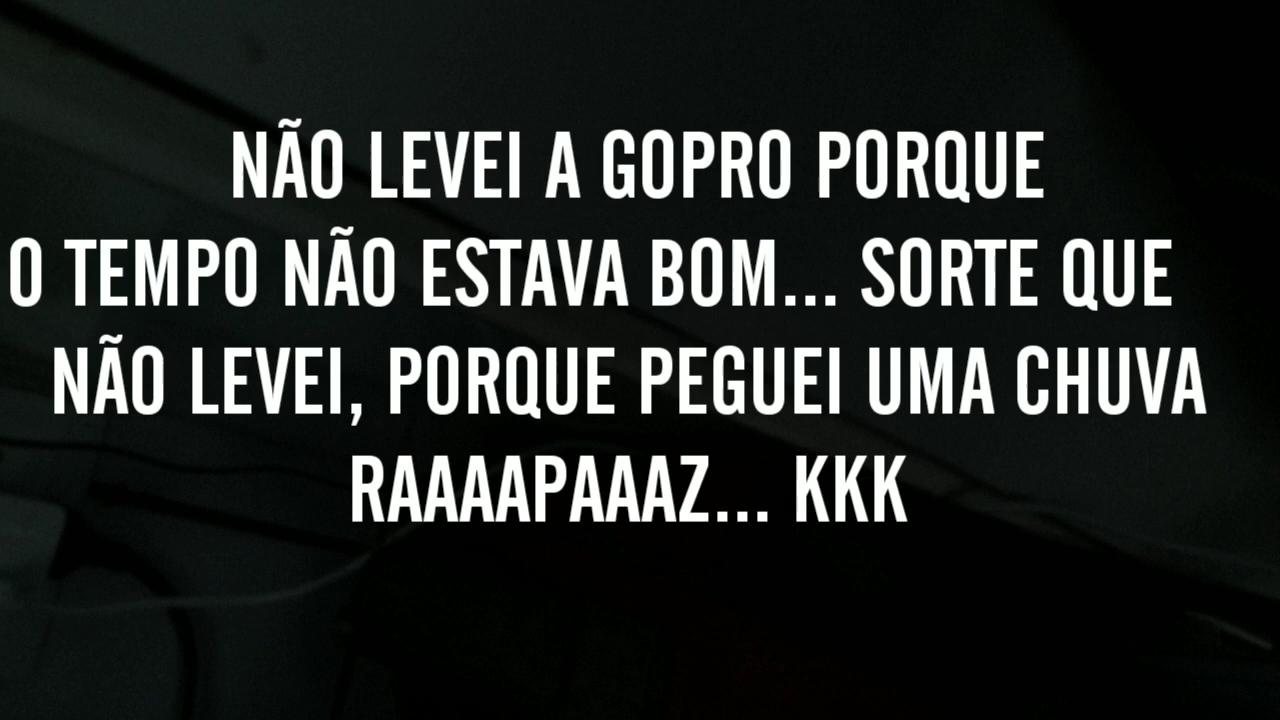 NÃO LEVEI A GOPRO PORQUE
O TEMPO NÃO ESTAVA BOM... SORTE QUE
NÃO LEVEI, PORQUE PEGUEI UMA CHUVA
RAAAAPAAAZ... KKK